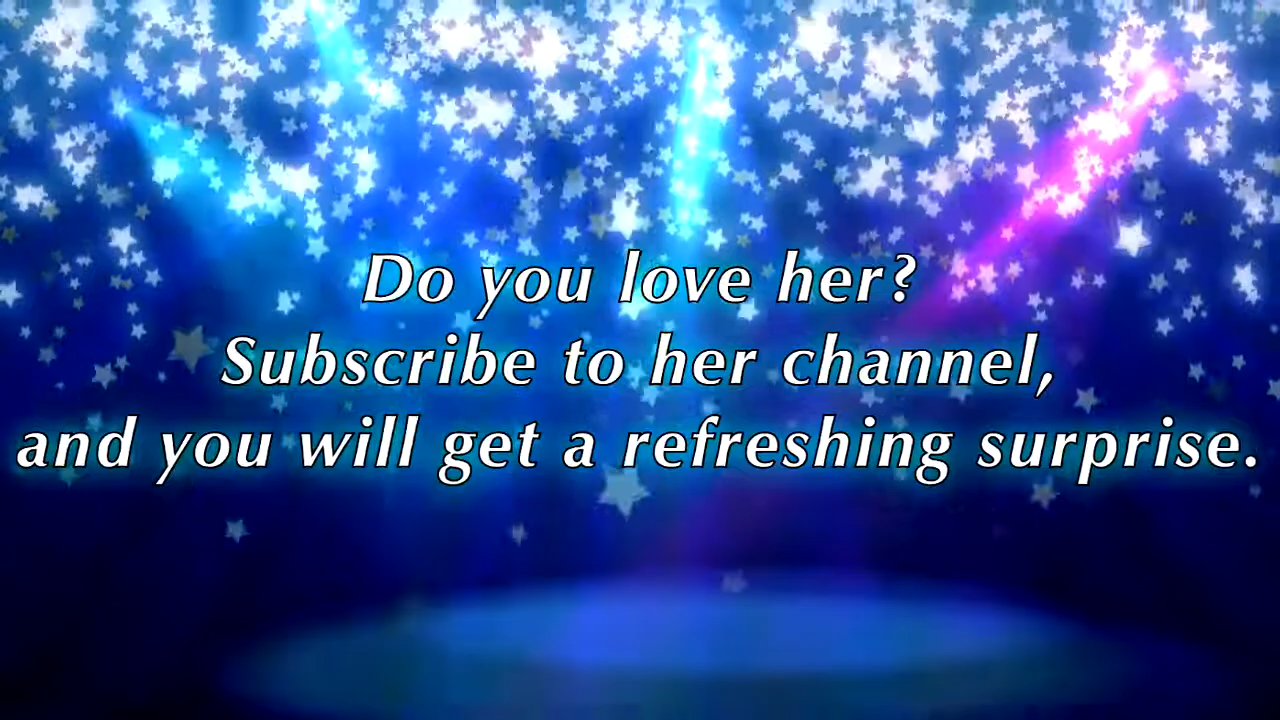 Do you love her?
Subscribe to her channel,
and you will get a refreshing surprise.